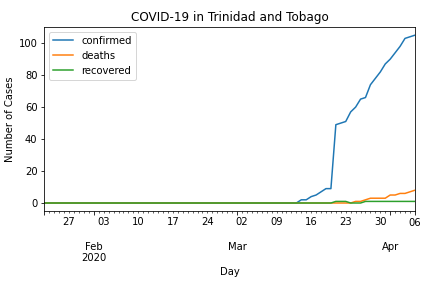 COVID-19 in Trinidad and Tobago
confirmed
deaths
recovered
100
80
60
40
20
0
Number of Cases
27 03 10 17 24 02 09 16 23 30 06
Feb Mar Apr
2020
Day